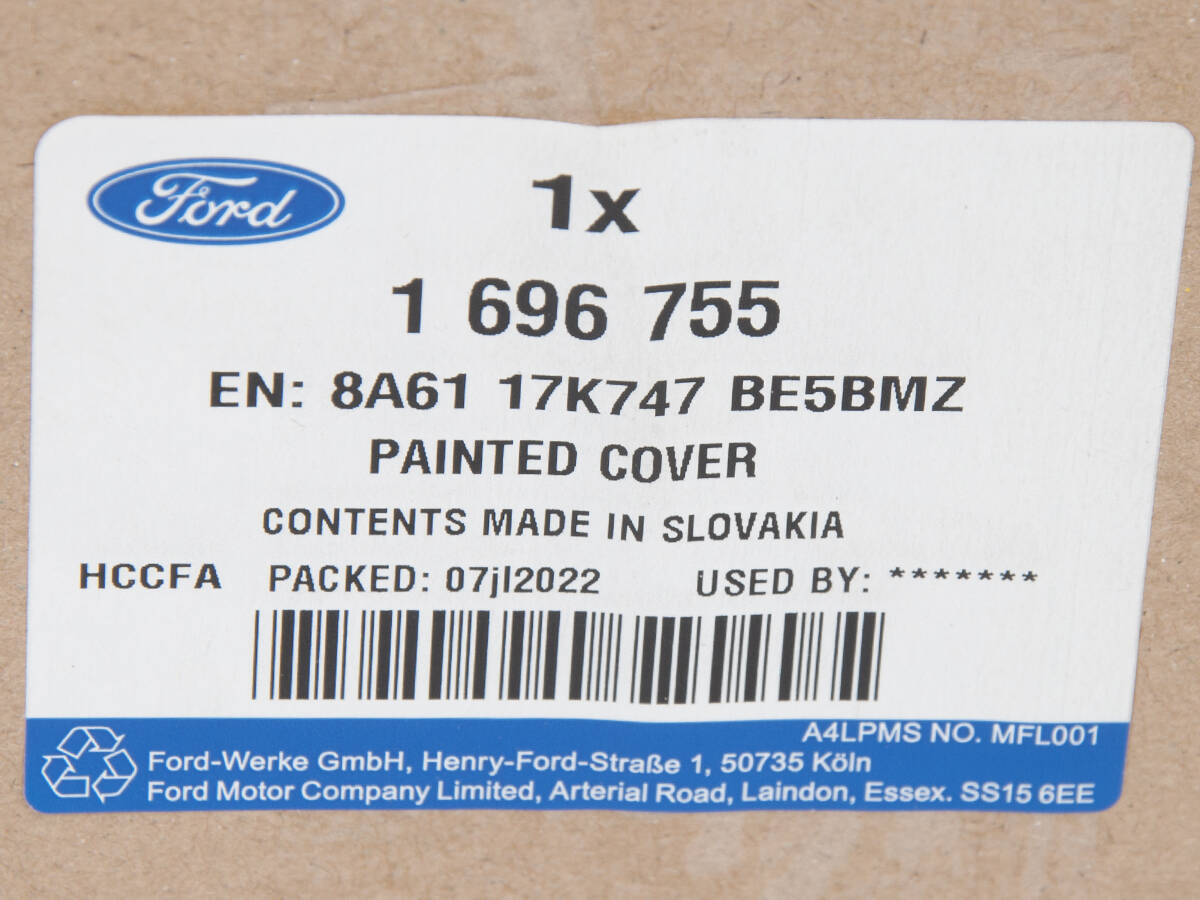 Ford
1x
1 696 755
EN: 8A61 17K747 BE5BMZ
PAINTED COVER
CONTENTS MADE IN SLOVAKIA
HCCFA PACKED: 07jl2022 USED BY: *******
A4LPMS NO. MFL001
Ford-Werke GmbH, Henry-Ford-Straße 1, 50735 Köln
Ford Motor Company Limited, Arterial Road, Laindon, Essex. SS15 6EE